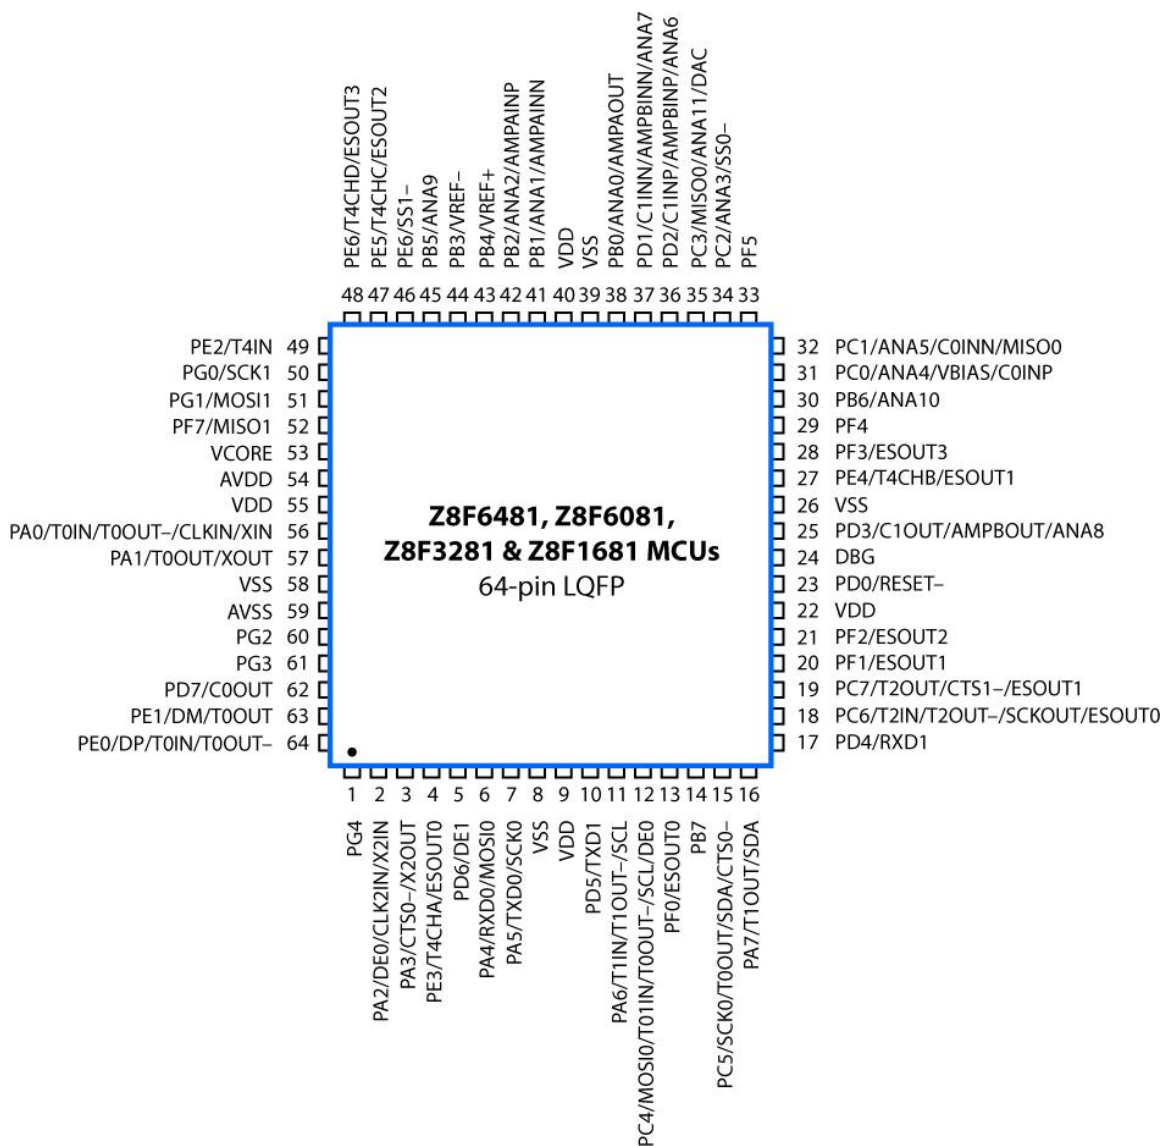 PE6/T4CHD/ESOUT3
PE5/T4CHC/ESOUT2
PE6/SS1–
PB5/ANA9
PB3/VREF–
PB4/VREF+
PB2/ANA2/AMPAINP
PB1/ANA1/AMPAINN
VDD
VSS
PB0/ANA0/AMPAOUT
PD1/C1INN/AMPBINN/ANA7
PD2/C1INP/AMPBINP/ANA6
PC3/MISO0/ANA11/DAC
PC2/ANA3/SS0–
PF5
48 47 46 45 44 43 42 41 40 39 38 37 36 35 34 33
PE2/T4IN 49
PG0/SCK1 50
PG1/MOSI1 51
PF7/MISO1 52
VCORE 53
AVDD 54
VDD 55
PA0/T0IN/T0OUT–/CLKIN/XIN 56
PA1/T0OUT/XOUT 57
VSS 58
AVSS 59
PG2 60
PG3 61
PD7/C0OUT 62
PE1/DM/T0OUT 63
PE0/DP/T0IN/T0OUT– 64
Z8F6481, Z8F6081,
Z8F3281 & Z8F1681 MCUs
64-pin LQFP
32 PC1/ANA5/C0INN/MISO0
31 PC0/ANA4/VBIAS/C0INP
30 PB6/ANA10
29 PF4
28 PF3/ESOUT3
27 PE4/T4CHB/ESOUT1
26 VSS
25 PD3/C1OUT/AMPBOUT/ANA8
24 DBG
23 PD0/RESET–
22 VDD
21 PF2/ESOUT2
20 PF1/ESOUT1
19 PC7/T2OUT/CTS1–/ESOUT1
18 PC6/T2IN/T2OUT–/SCKOUT/ESOUT0
17 PD4/RXD1
1 2 3 4 5 6 7 8 9 10 11 12 13 14 15 16
PG4
PA2/DE0/CLK2IN/X2IN
PA3/CTS0–/X2OUT
PE3/T4CHA/ESOUT0
PD6/DE1
PA4/RXD0/MOSI0
PA5/TXD0/SCK0
VSS
VDD
PD5/TXD1
PA6/T1IN/T1OUT–/SCL
PC4/MOSI0/T01IN/T0OUT–/SCL/DE0
PF0/ESOUT0
PB7
PC5/SCK0/T0OUT/SDA/CTS0–
PA7/T1OUT/SDA